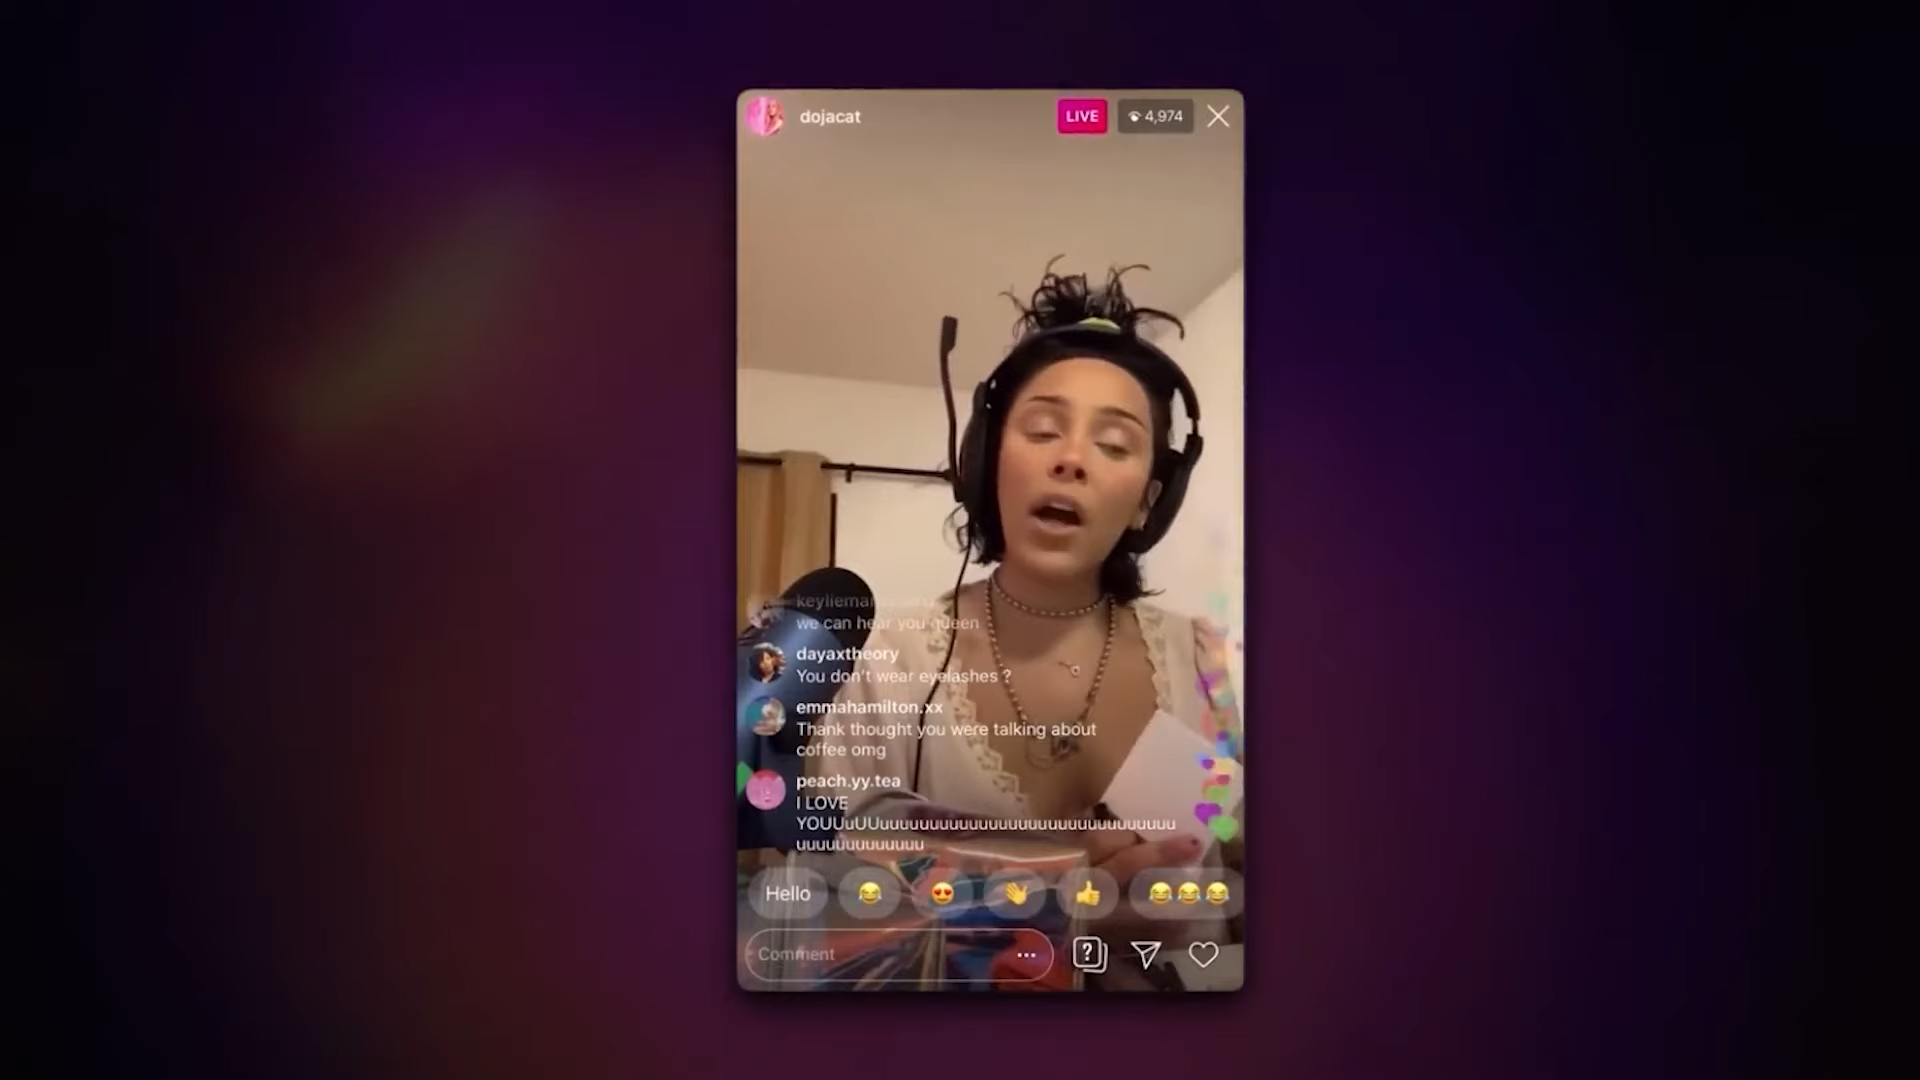 dojacat
LIVE
4,974
we can hear you queen
dayaxtheory
You don't wear eyelashes ?
emmahamilton.xx
Thank thought you were talking about
coffee omg
peach.yy.tea
I LOVE
YOUUuUUuuuuuuuuuuuuuuuuuuuuuuuuuuuuuu
uuuuuuuuuuuuu
Hello
Comment
?